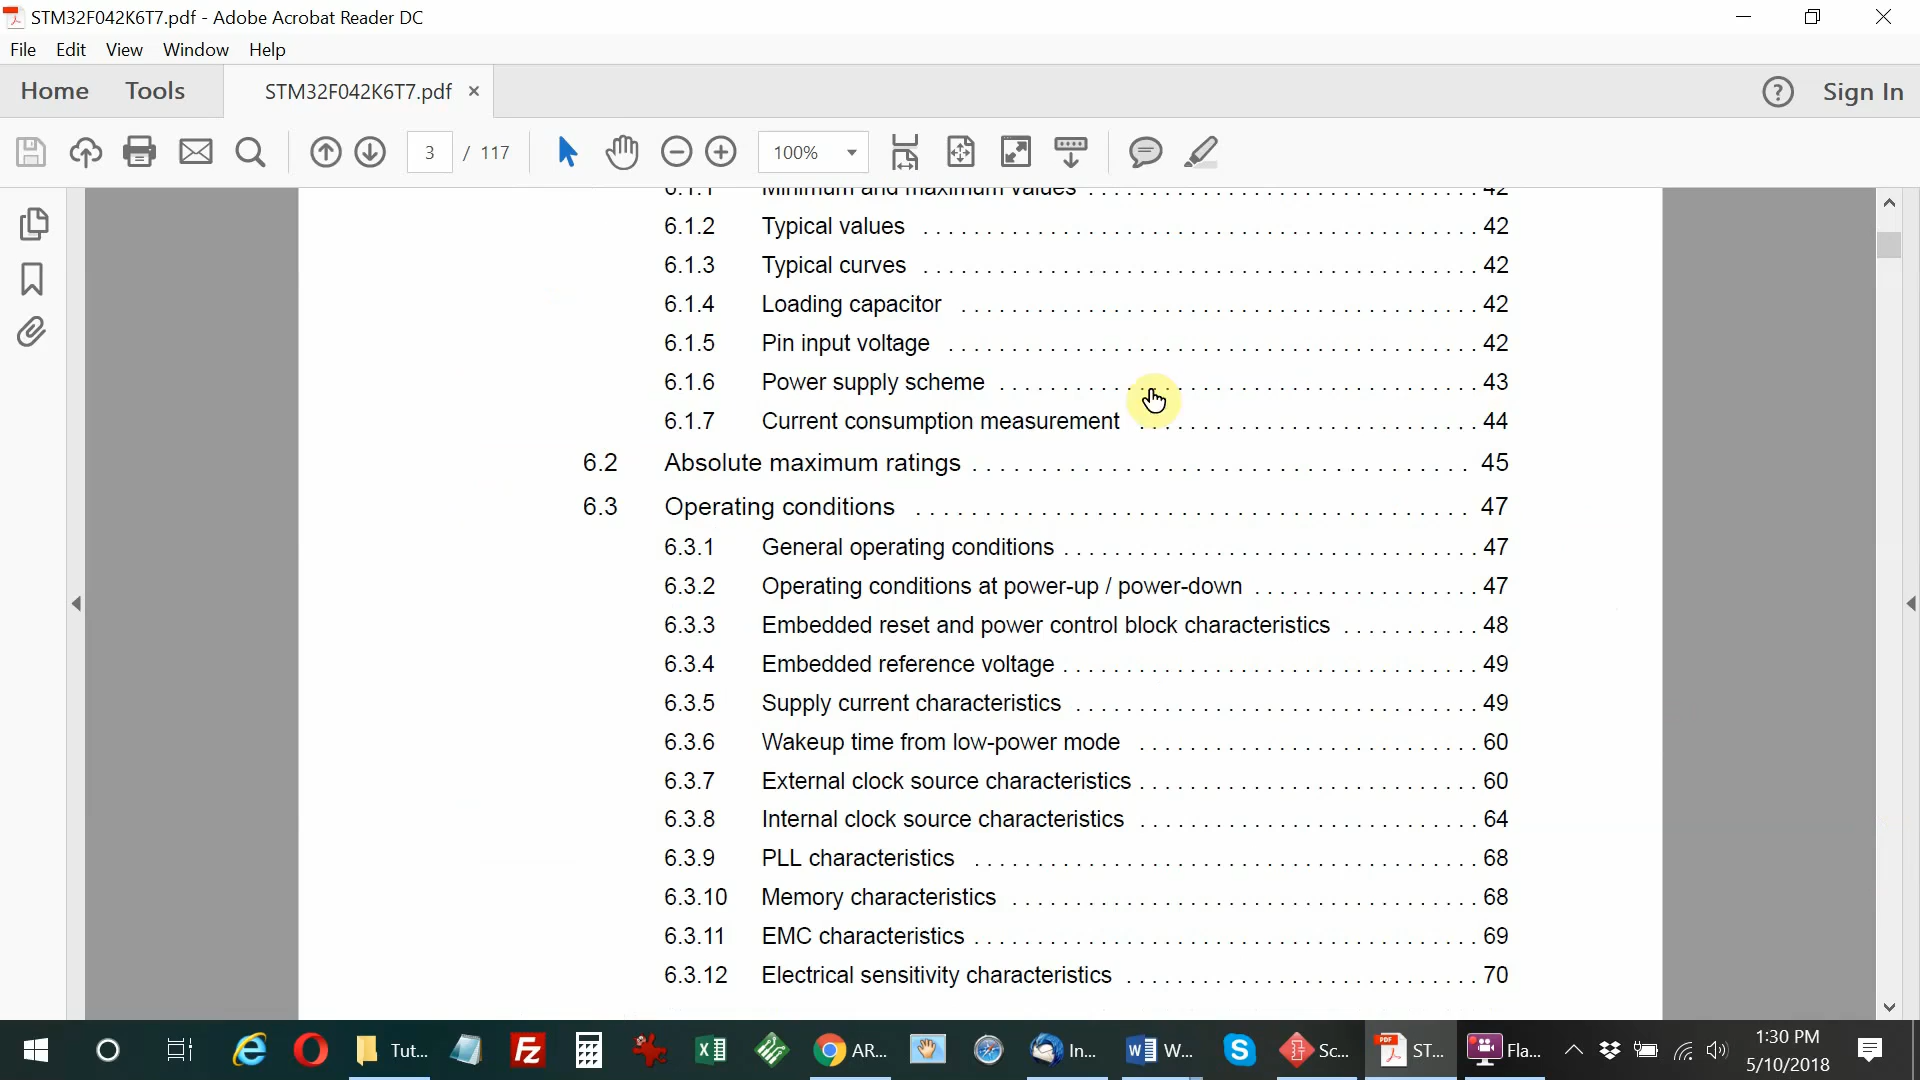 STM32F042K6T7.pdf - Adobe Acrobat Reader DC
File Edit View Window Help
Home Tools STM32F042K6T7.pdf × ? Sign In
3 / 117 100%
6.1.1 Minimum and maximum values . . . . . . . . . . . . . . . . . . . . . . . . . . . . . . 42
6.1.2 Typical values . . . . . . . . . . . . . . . . . . . . . . . . . . . . . . . . . . . . . . . . . . . 42
6.1.3 Typical curves . . . . . . . . . . . . . . . . . . . . . . . . . . . . . . . . . . . . . . . . . . . 42
6.1.4 Loading capacitor . . . . . . . . . . . . . . . . . . . . . . . . . . . . . . . . . . . . . . . . 42
6.1.5 Pin input voltage . . . . . . . . . . . . . . . . . . . . . . . . . . . . . . . . . . . . . . . . . 42
6.1.6 Power supply scheme . . . . . . . . . . . . . . . . . . . . . . . . . . . . . . . . . . . . . 43
6.1.7 Current consumption measurement . . . . . . . . . . . . . . . . . . . . . . . . . . 44
6.2 Absolute maximum ratings . . . . . . . . . . . . . . . . . . . . . . . . . . . . . . . . . . . . 45
6.3 Operating conditions . . . . . . . . . . . . . . . . . . . . . . . . . . . . . . . . . . . . . . . . 47
6.3.1 General operating conditions . . . . . . . . . . . . . . . . . . . . . . . . . . . . . . . . 47
6.3.2 Operating conditions at power-up / power-down . . . . . . . . . . . . . . . . . . 47
6.3.3 Embedded reset and power control block characteristics . . . . . . . . . . . 48
6.3.4 Embedded reference voltage . . . . . . . . . . . . . . . . . . . . . . . . . . . . . . . . 49
6.3.5 Supply current characteristics . . . . . . . . . . . . . . . . . . . . . . . . . . . . . . . 49
6.3.6 Wakeup time from low-power mode . . . . . . . . . . . . . . . . . . . . . . . . . . 60
6.3.7 External clock source characteristics . . . . . . . . . . . . . . . . . . . . . . . . . . 60
6.3.8 Internal clock source characteristics . . . . . . . . . . . . . . . . . . . . . . . . . . 64
6.3.9 PLL characteristics . . . . . . . . . . . . . . . . . . . . . . . . . . . . . . . . . . . . . . . 68
6.3.10 Memory characteristics . . . . . . . . . . . . . . . . . . . . . . . . . . . . . . . . . . . . 68
6.3.11 EMC characteristics . . . . . . . . . . . . . . . . . . . . . . . . . . . . . . . . . . . . . . . 69
6.3.12 Electrical sensitivity characteristics . . . . . . . . . . . . . . . . . . . . . . . . . . . 70
Tut... AR... In... W... Sc... PDF ST... Fla... 1:30 PM
5/10/2018